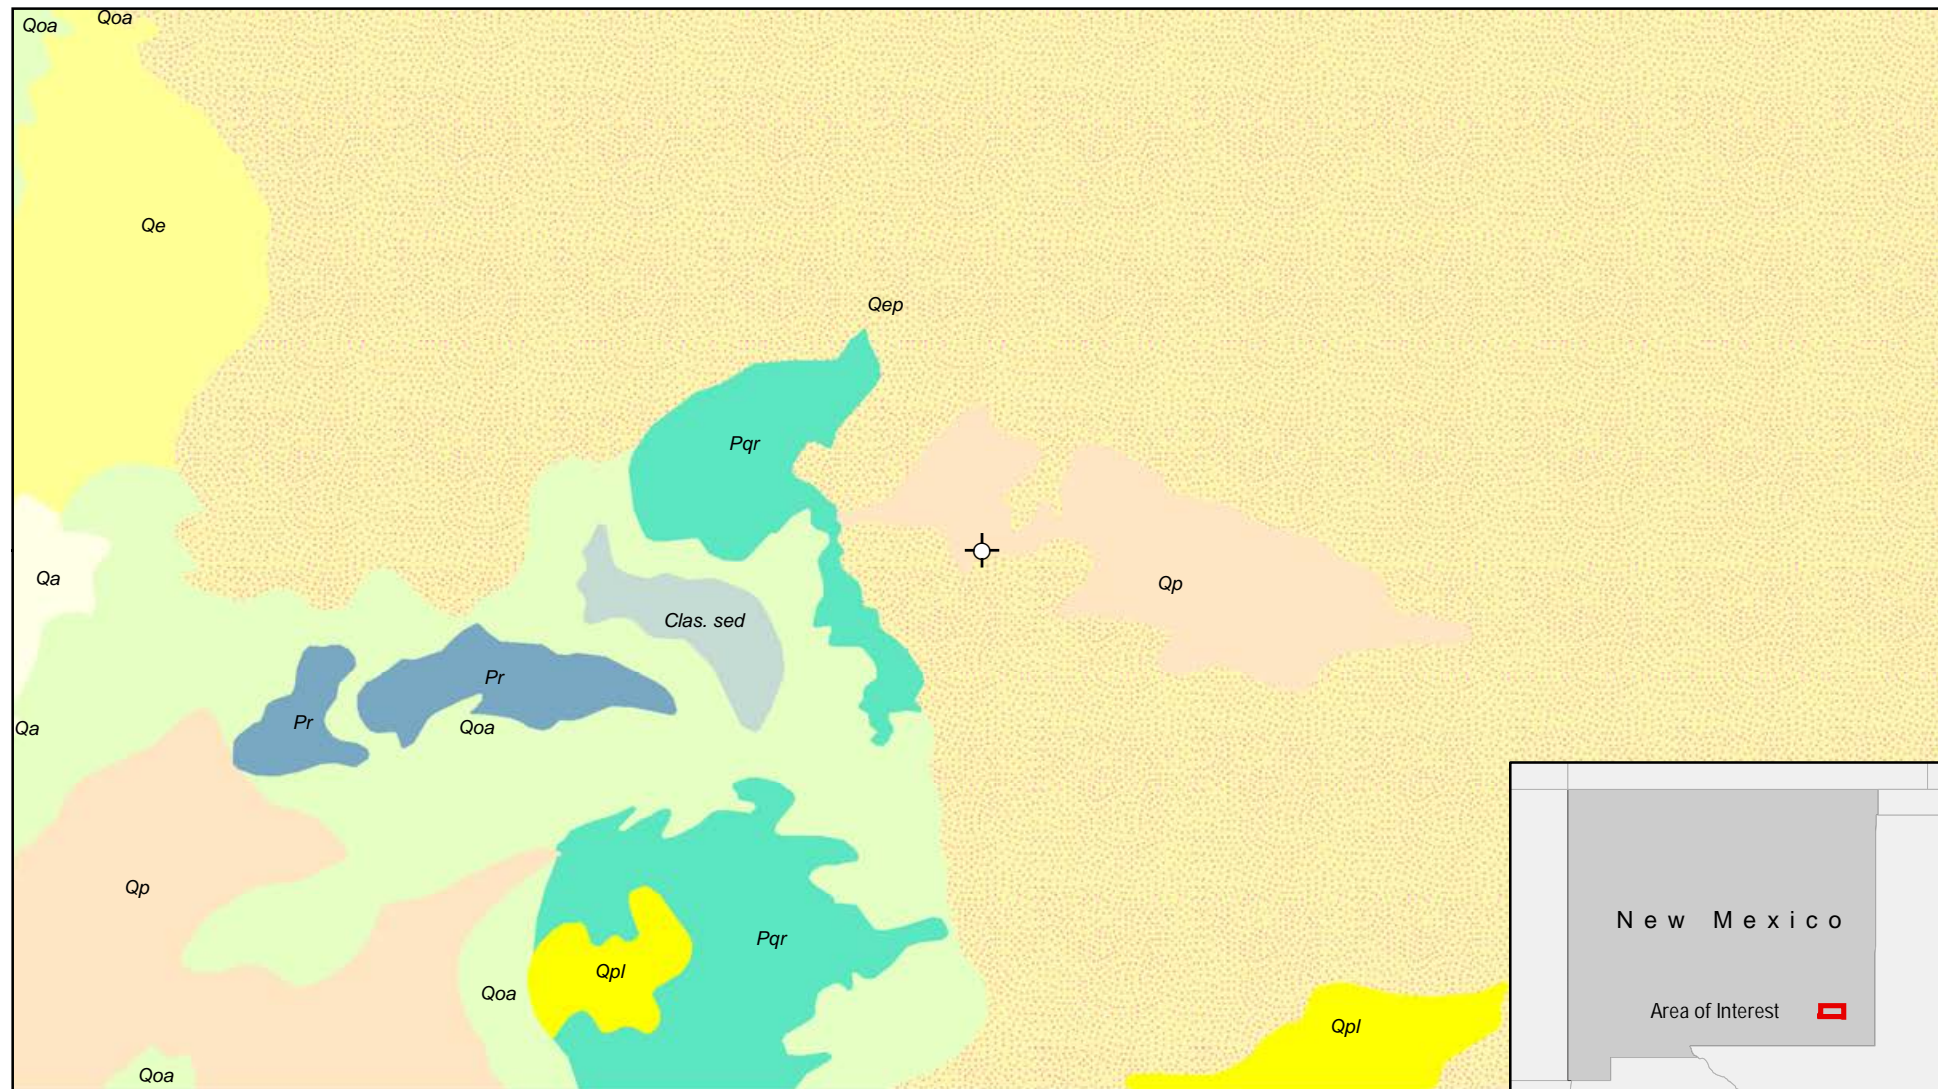 Qoa
Qoa
Qe
Qep
Pqr
Qa
Qp
Clas. sed
Pr
Pr
Qa
Qoa
Qp
Pqr
Qpl
Qoa
Qpl
Qoa
New Mexico
Area of Interest